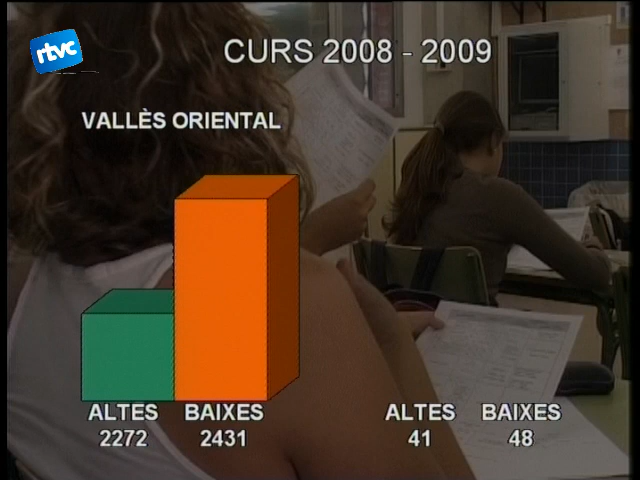 rtvc
CURS 2008 - 2009
VALLÈS ORIENTAL
ALTES BAIXES ALTES BAIXES
2272 2431 41 48